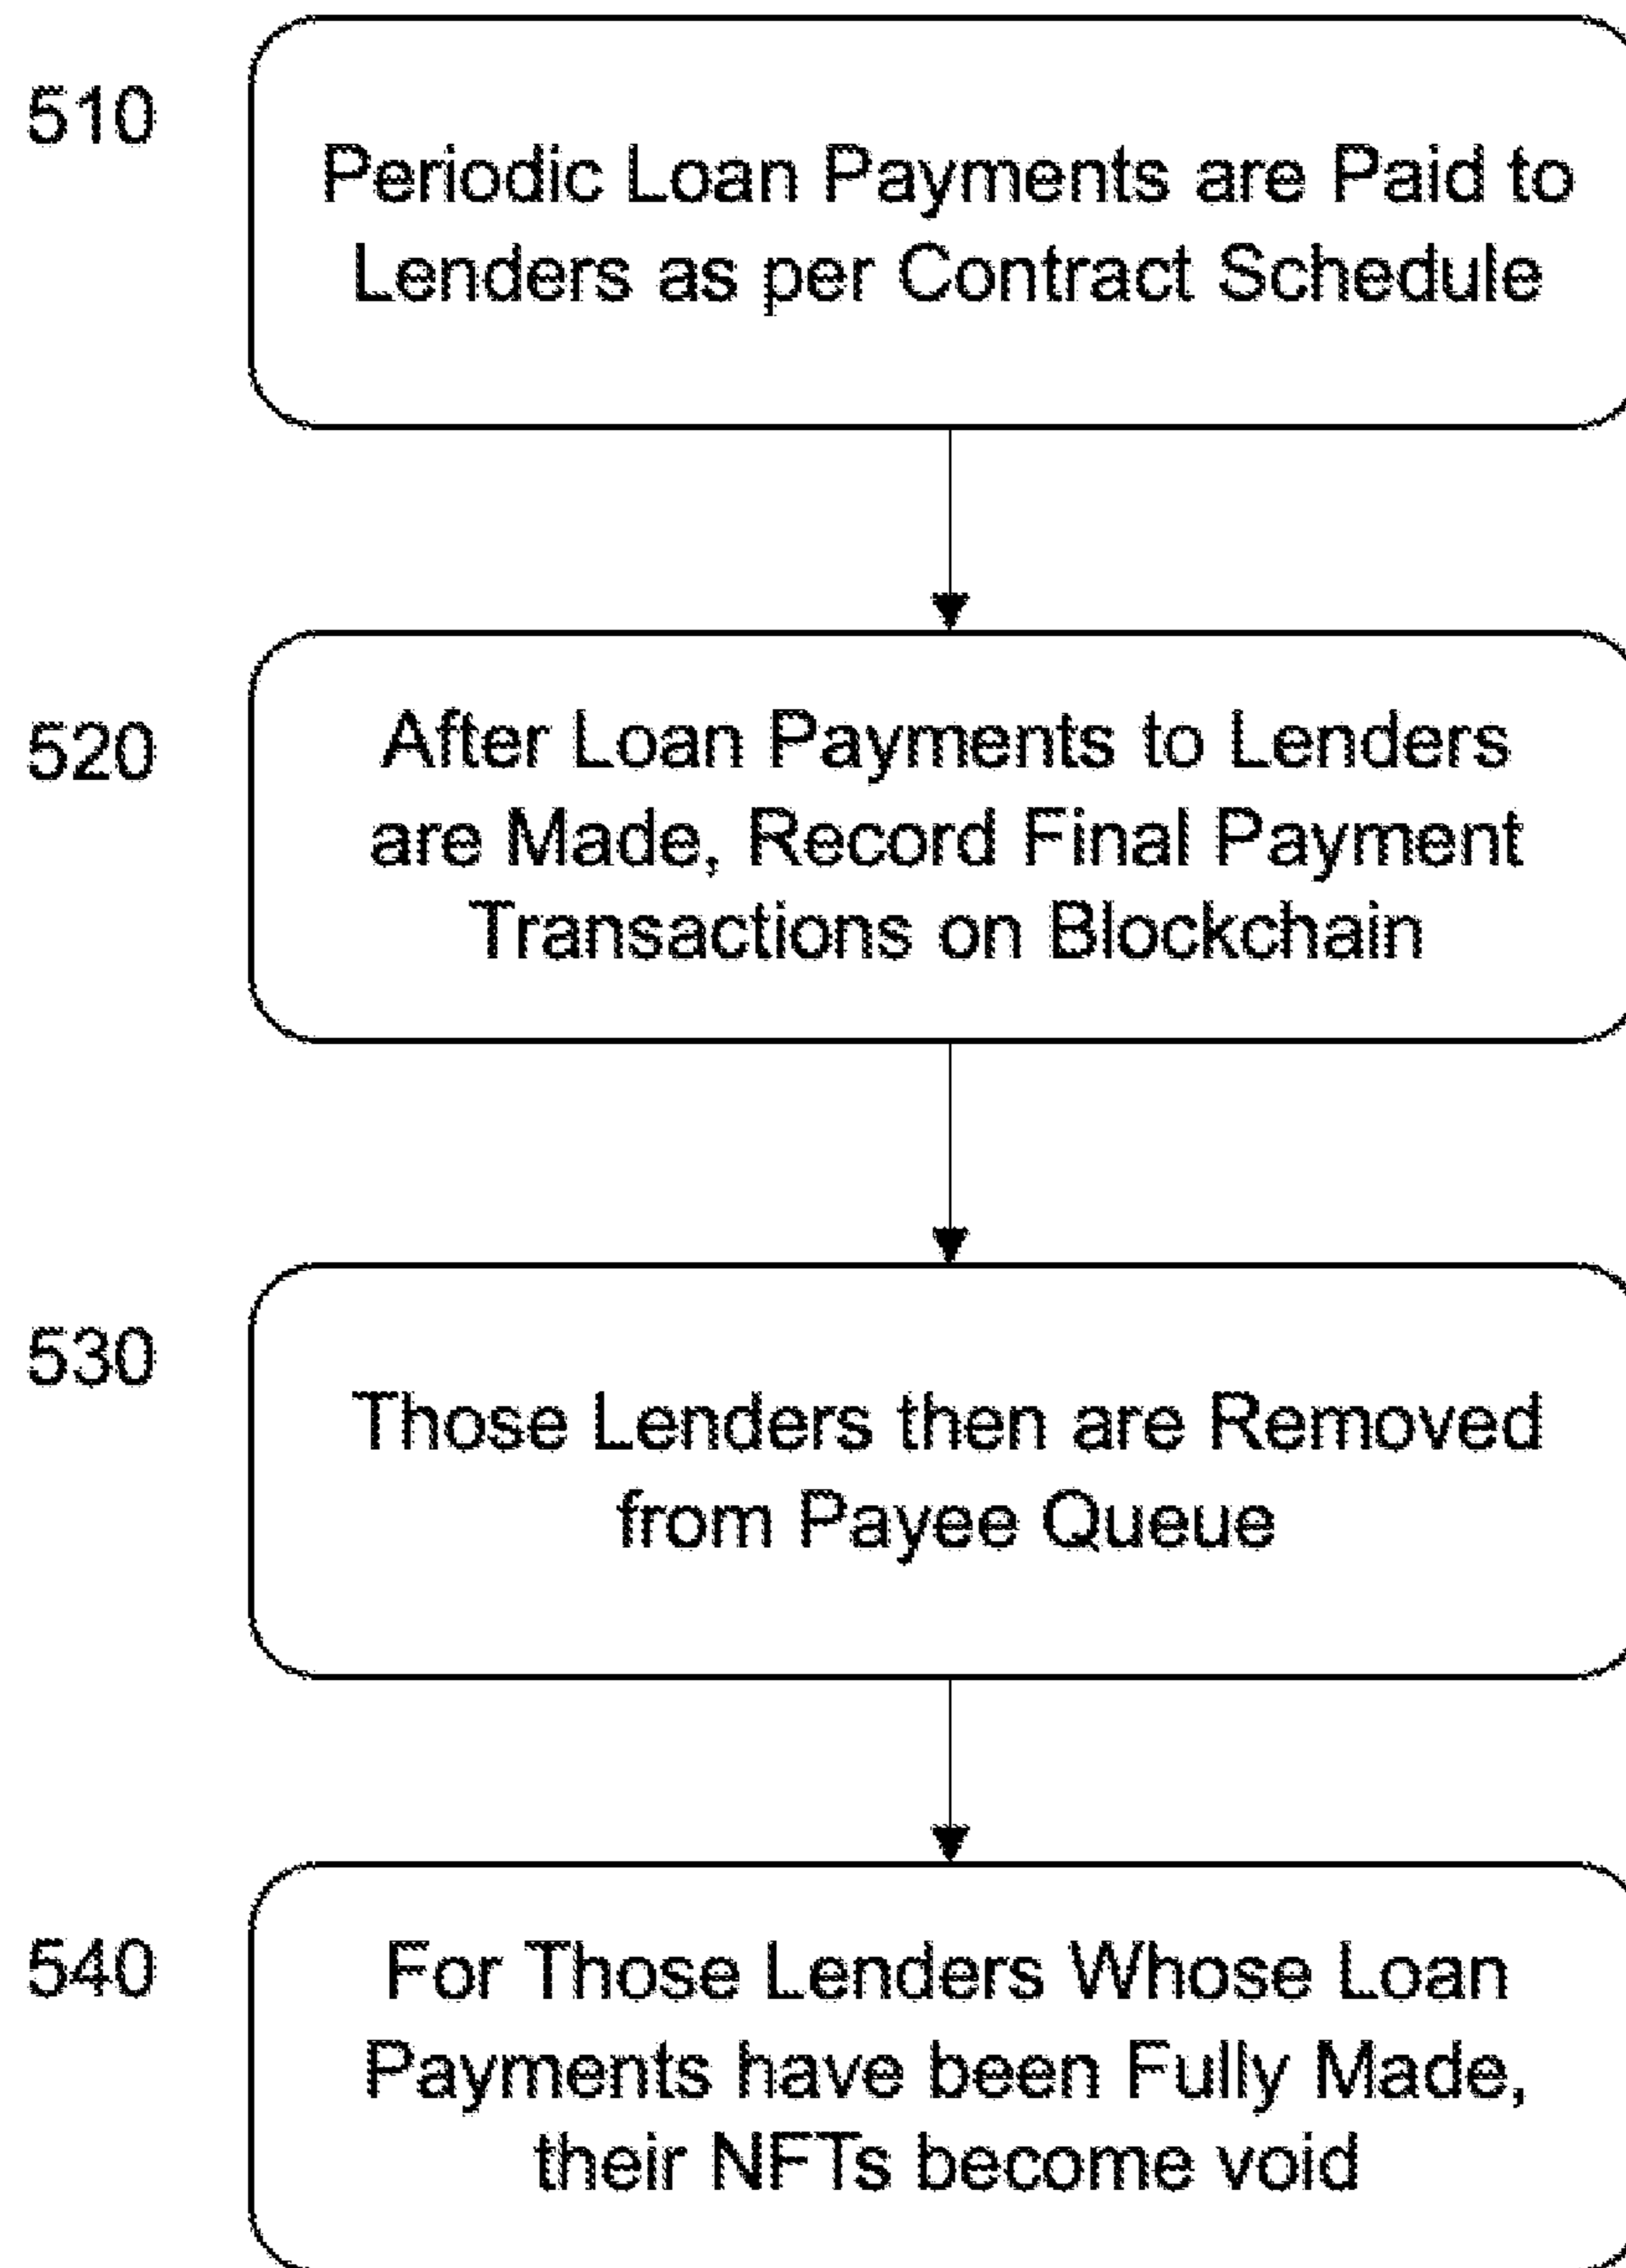 510
Periodic Loan Payments are Paid to
Lenders as per Contract Schedule
520
After Loan Payments to Lenders
are Made, Record Final Payment
Transactions on Blockchain
530
Those Lenders then are Removed
from Payee Queue
540
For Those Lenders Whose Loan
Payments have been Fully Made,
their NFTs become void